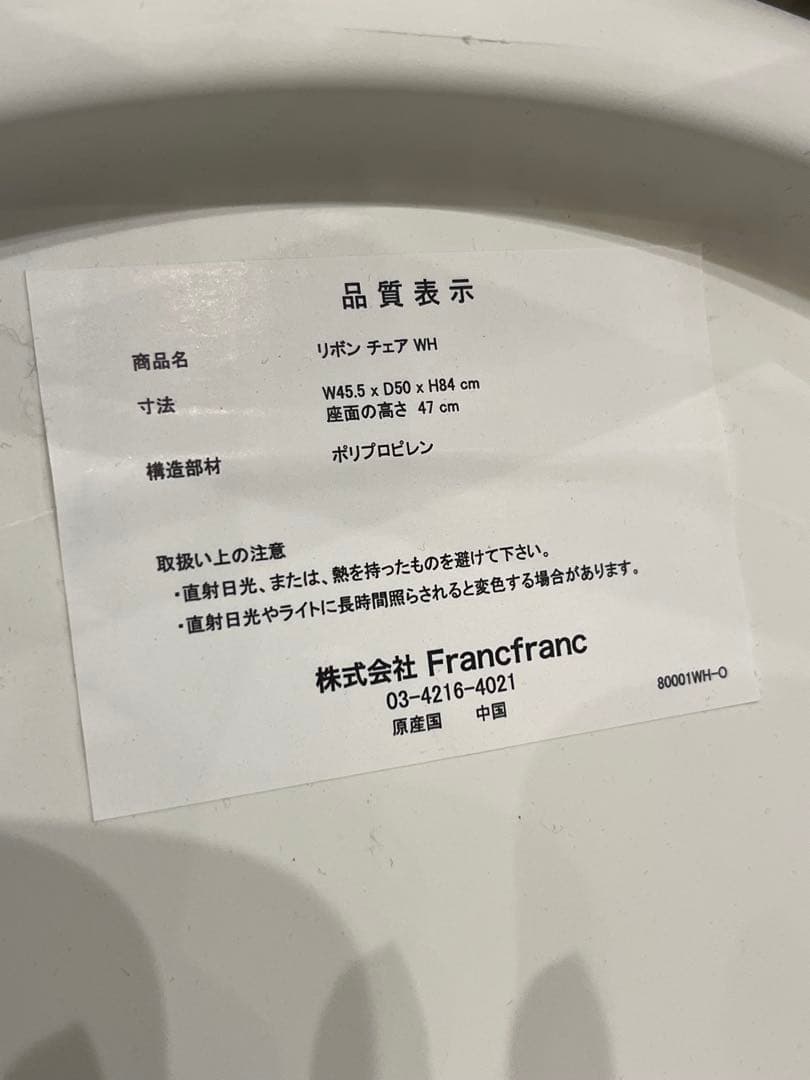 品質表示
商品名 リボン チェア WH
寸法 W45.5 x D50 x H84 cm
座面の高さ 47 cm
構造部材 ポリプロピレン
取扱い上の注意
・直射日光、または、熱を持ったものを避けて下さい。
・直射日光やライトに長時間照らされると変色する場合があります。
株式会社 Francfranc
03-4216-4021
原産国 中国
80001WH-O